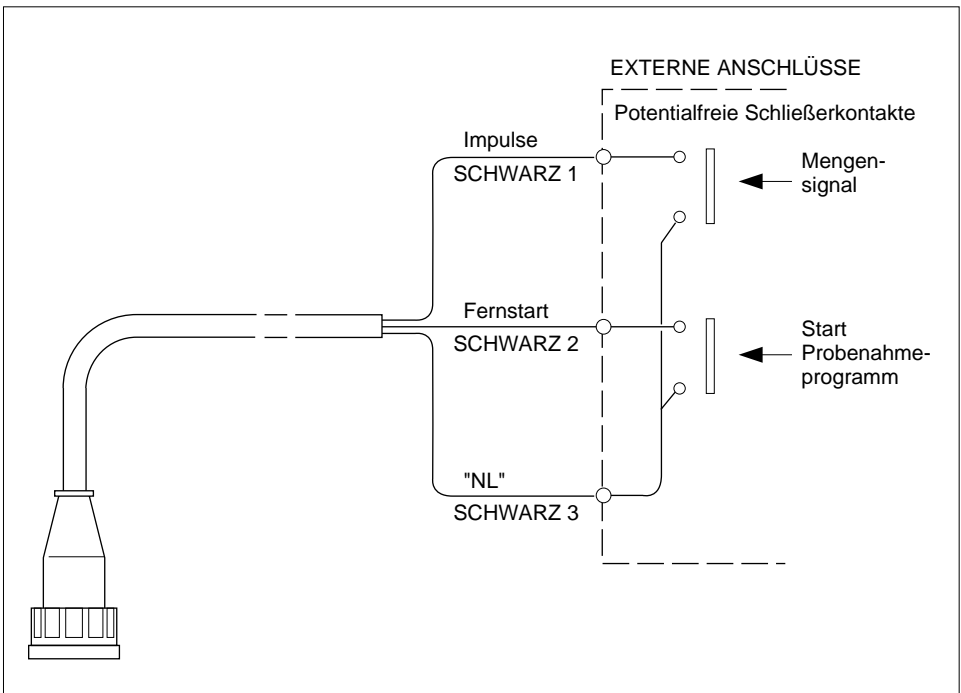 EXTERNE ANSCHLÜSSE
Potentialfreie Schließerkontakte
Impulse
SCHWARZ 1
Mengen-
signal
Fernstart
SCHWARZ 2
Start
Probenahme-
programm
"NL"
SCHWARZ 3